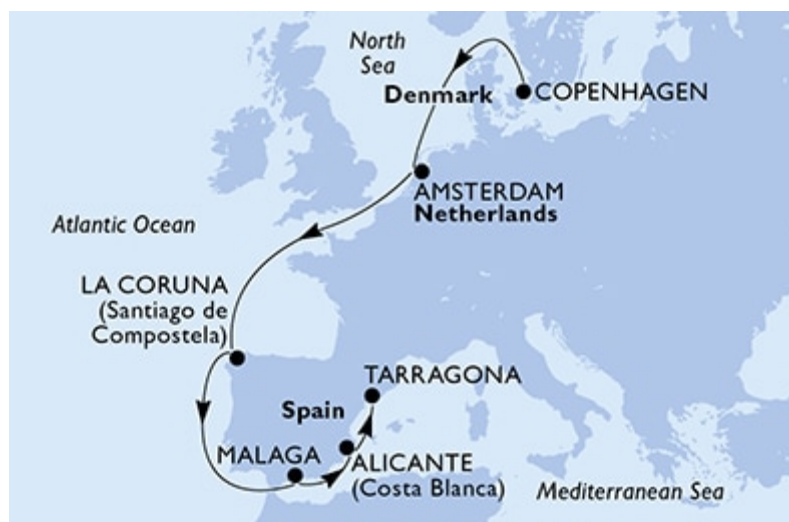 North
Sea
Denmark
COPENHAGEN
AMSTERDAM
Netherlands
Atlantic Ocean
LA CORUNA
(Santiago de
Compostela)
TARRAGONA
Spain
MALAGA
ALICANTE
(Costa Blanca)
Mediterranean Sea